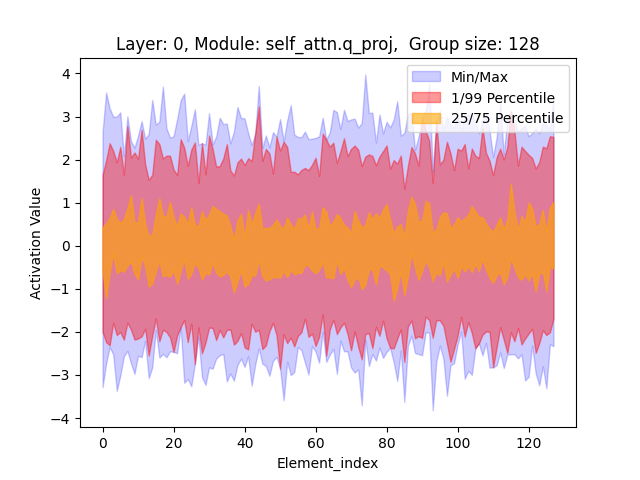 Layer: 0, Module: self_attn.q_proj,  Group size: 128
Min/Max
1/99 Percentile
25/75 Percentile
Activation Value
4
3
2
1
0
−1
−2
−3
−4
0 20 40 60 80 100 120
Element_index